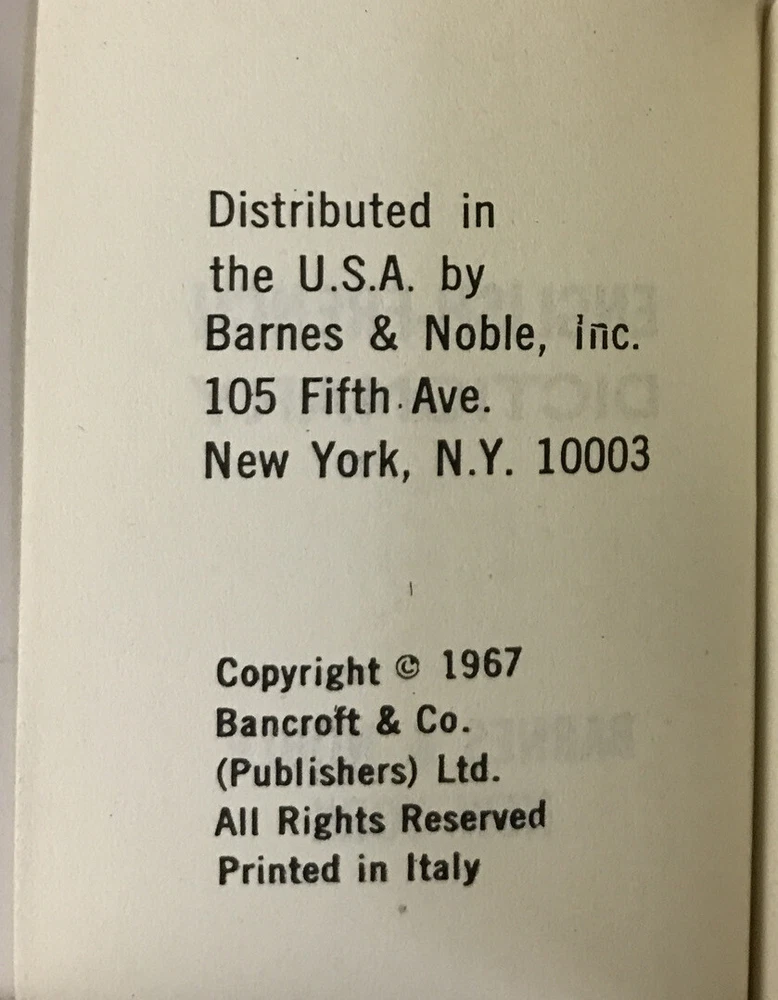 Distributed in
the U.S.A. by
Barnes & Noble, Inc.
105 Fifth Ave.
New York, N.Y. 10003
Copyright © 1967
Bancroft & Co.
(Publishers) Ltd.
All Rights Reserved
Printed in Italy